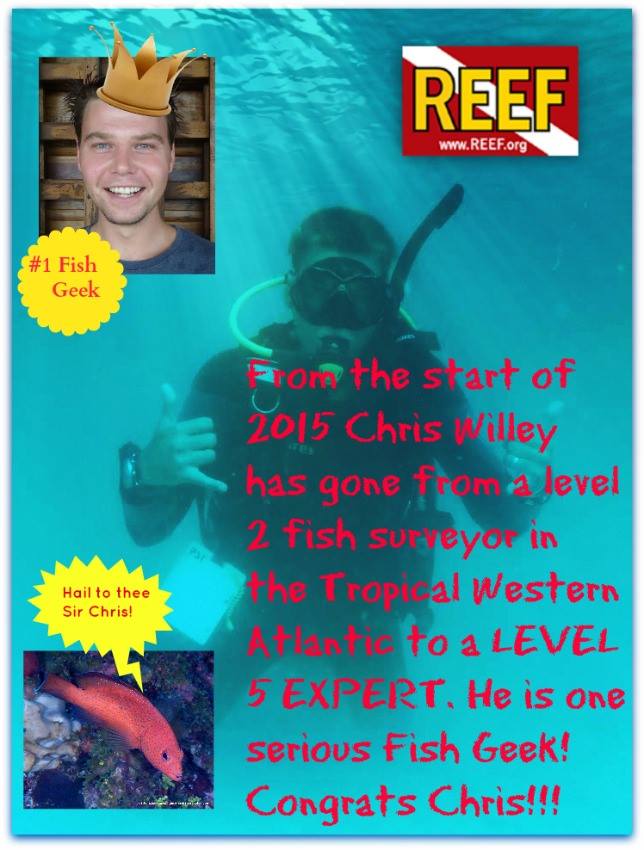 REEF
www.REEF.org
#1 Fish
Geek
From the start of
2015 Chris Willey
has gone from a level
2 fish surveyor in
the Tropical Western
Atlantic to a LEVEL
5 EXPERT. He is one
serious Fish Geek!
Congrats Chris!!!
Hail to thee
Sir Chris!